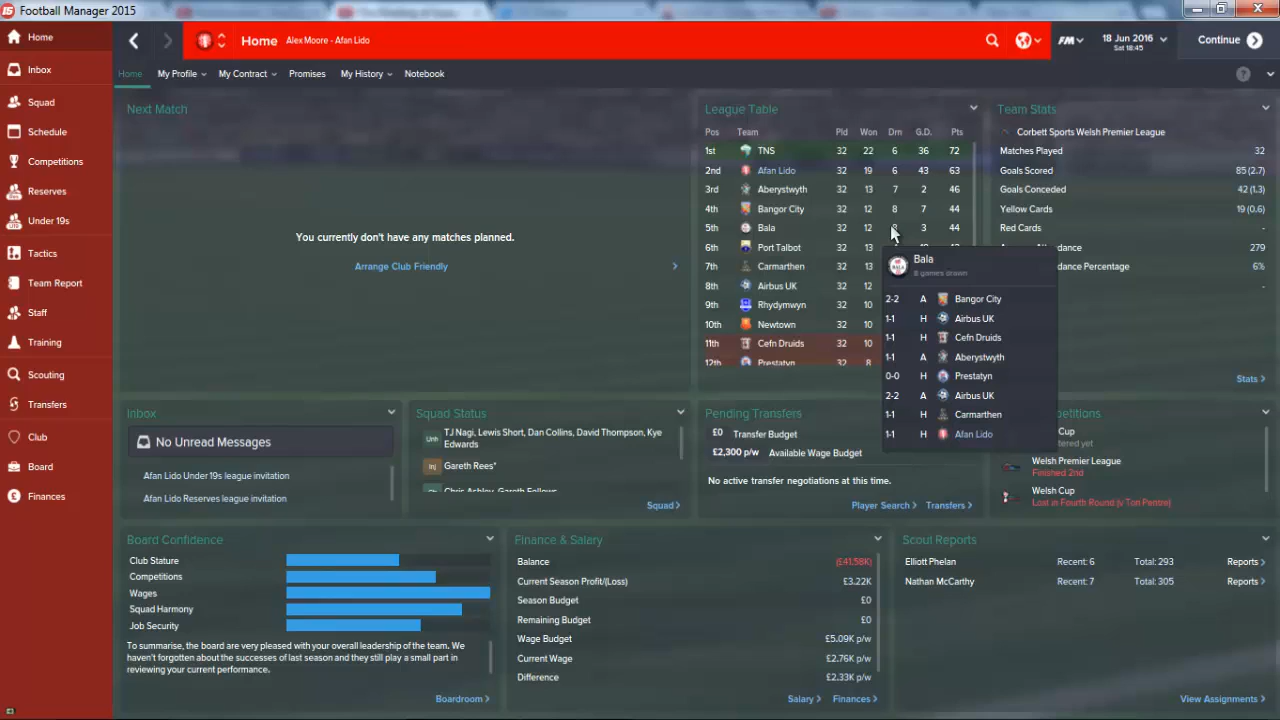 Football Manager 2015
Home
Home Alex Moore - Afan Lido
FM
18 Jun 2016
Sat 18:45
Continue
Home My Profile My Contract Promises My History Notebook
Inbox
Squad
Schedule
Competitions
Reserves
Under 19s
Tactics
Team Report
Staff
Training
Scouting
Transfers
Club
Board
Finances
Next Match
You currently don't have any matches planned.
Arrange Club Friendly
League Table
Pos Team Pld Won Drn G.D. Pts
1st TNS 32 22 6 36 72
2nd Afan Lido 32 19 6 43 63
3rd Aberystwyth 32 13 7 2 46
4th Bangor City 32 12 8 7 44
5th Bala 32 12 3 44
6th Port Talbot 32 13
7th Carmarthen 32 13
8th Airbus UK 32 12
9th Rhydymwyn 32 10
10th Newtown 32 10
11th Cefn Druids 32 10
12th Prestatyn 32 8
Bala
8 games drawn
2-2 A Bangor City
1-1 H Airbus UK
1-1 H Cefn Druids
1-1 A Aberystwyth
0-0 H Prestatyn
2-2 A Airbus UK
1-1 H Carmarthen
1-1 H Afan Lido
Team Stats
Corbett Sports Welsh Premier League
Matches Played 32
Goals Scored 85 (2.7)
Goals Conceded 42 (1.3)
Yellow Cards 19 (0.6)
Red Cards -
279
6%
-
Stats
Inbox
No Unread Messages
Afan Lido Under 19s league invitation
Afan Lido Reserves league invitation
Squad Status
Unh TJ Nagi, Lewis Short, Dan Collins, David Thompson, Kye
Edwards
Inj Gareth Rees*
Chris Ashley, Gareth Fellows
Squad
Pending Transfers
£0 Transfer Budget
£2,300 p/w Available Wage Budget
No active transfer negotiations at this time.
Player Search Transfers
Cup
Welsh Premier League
Finished 2nd
Welsh Cup
Lost in Fourth Round (v Ton Pentre)
Board Confidence
Club Stature
Competitions
Wages
Squad Harmony
Job Security
To summarise, the board are very pleased with your overall leadership of the team. We
haven't forgotten about the successes of last season and they still play a small part in
reviewing your current performance.
Boardroom
Finance & Salary
Balance (£41.58K)
Current Season Profit/(Loss) £3.22K
Season Budget £0
Remaining Budget £0
Wage Budget £5.09K p/w
Current Wage £2.76K p/w
Difference £2.33K p/w
Salary Finances
Scout Reports
Elliott Phelan Recent: 6 Total: 293 Reports
Nathan McCarthy Recent: 7 Total: 305 Reports
View Assignments